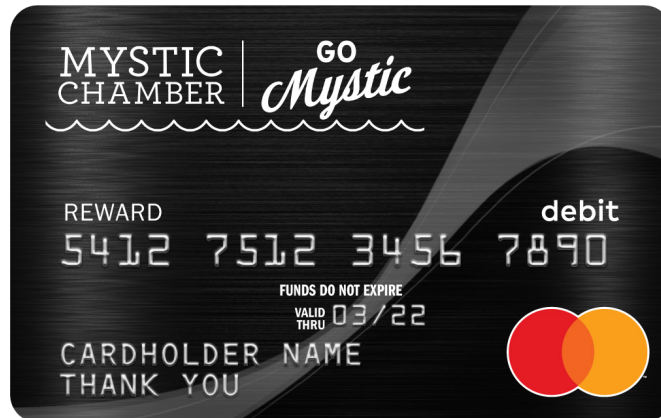 MYSTIC
CHAMBER
GO
Mystic
REWARD
debit
5412 7512 3456 7890
FUNDS DO NOT EXPIRE
VALID
THRU 03/22
CARDHOLDER NAME
THANK YOU